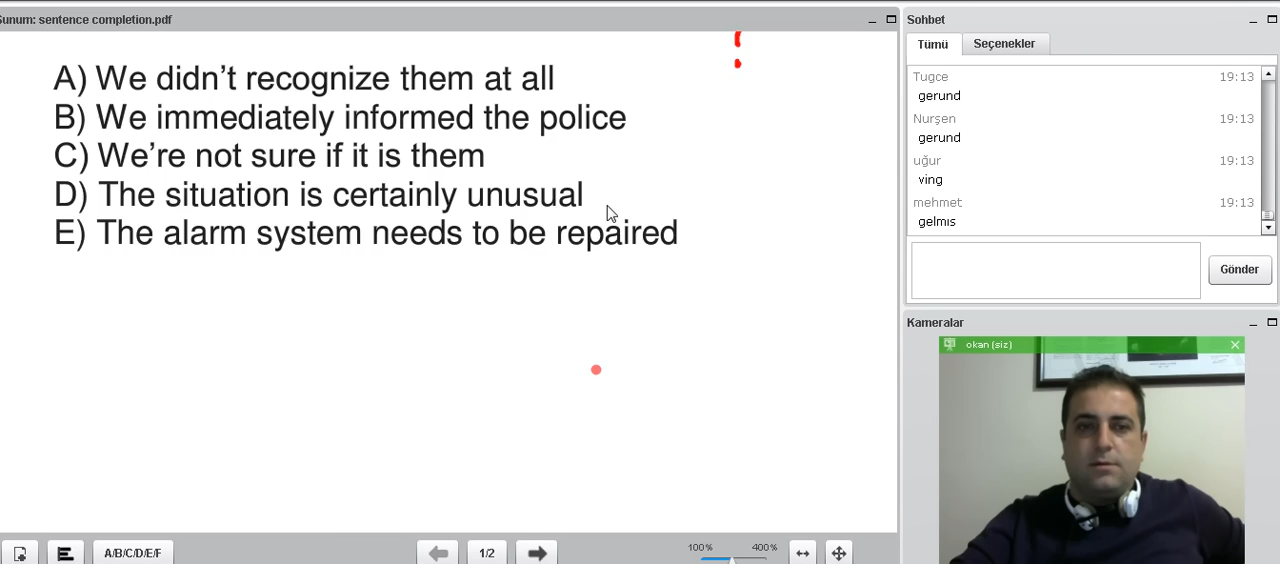 Sunum: sentence completion.pdf
A) We didn't recognize them at all
B) We immediately informed the police
C) We're not sure if it is them
D) The situation is certainly unusual
E) The alarm system needs to be repaired
A/B/C/D/E/F
1/2
100%
400%
Sohbet
Tümü
Seçenekler
Tugce 19:13
gerund
Nurşen 19:13
gerund
uğur 19:13
ving
mehmet 19:13
gelmıs
Gönder
Kameralar
okan (siz)